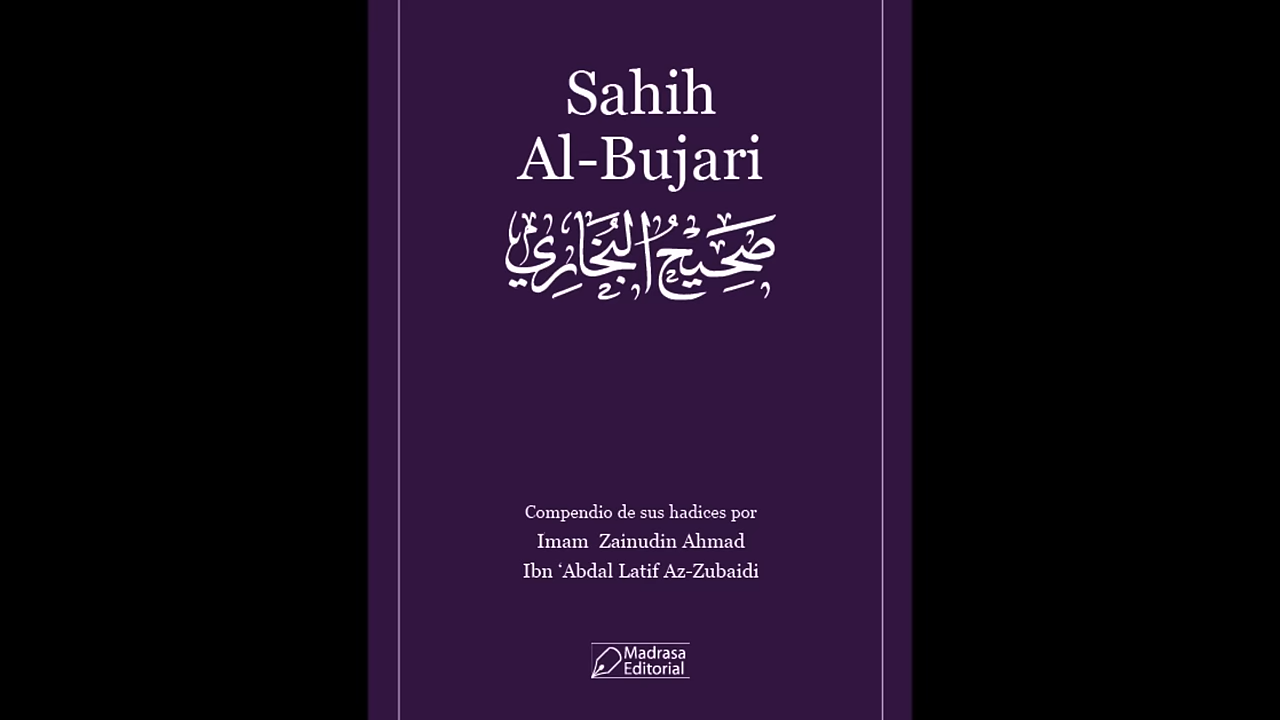 Sahih
Al-Bujari
صَحِيحُ البُخَارِي
Compendio de sus hadices por
Imam Zainudin Ahmad
Ibn ‘Abdal Latif Az-Zubaidi
Madrasa
Editorial